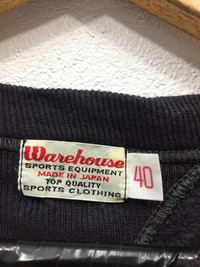 Warehouse
SPORTS EQUIPMENT
MADE IN JAPAN
TOP QUALITY
SPORTS CLOTHING
40